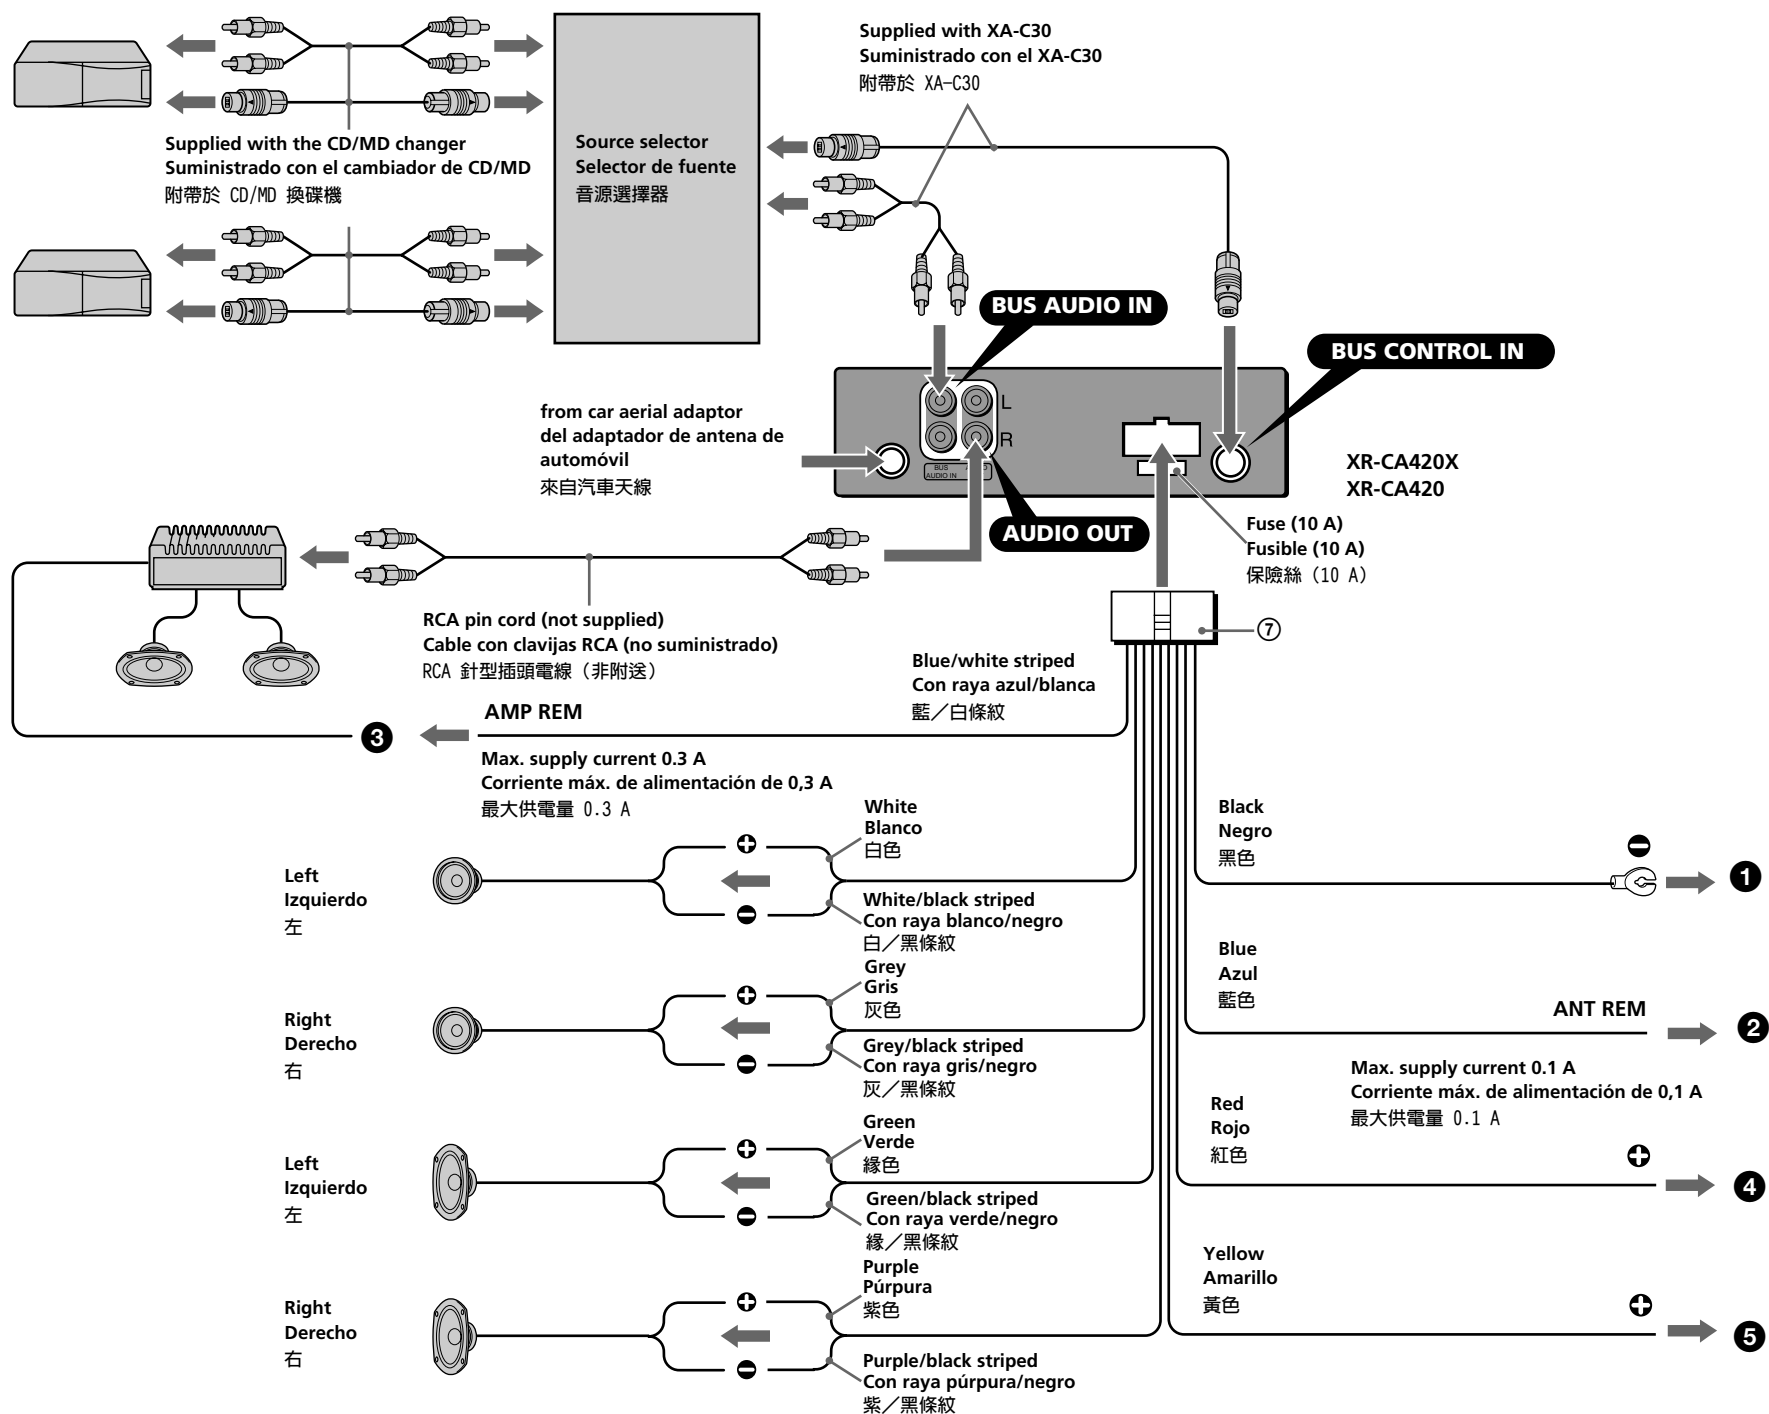 Supplied with XA-C30
Suministrado con el XA-C30
附帶於 XA-C30
Supplied with the CD/MD changer
Suministrado con el cambiador de CD/MD
附帶於 CD/MD 換碟機
Source selector
Selector de fuente
音源選擇器
BUS AUDIO IN
BUS CONTROL IN
from car aerial adaptor
del adaptador de antena de
automóvil
來自汽車天線
L
R
BUS
AUDIO IN
XR-CA420X
XR-CA420
AUDIO OUT
Fuse (10 A)
Fusible (10 A)
保險絲 (10 A)
RCA pin cord (not supplied)
Cable con clavijas RCA (no suministrado)
RCA 針型插頭電線 (非附送)
⑦
Blue/white striped
Con raya azul/blanca
藍／白條紋
AMP REM
❸
Max. supply current 0.3 A
Corriente máx. de alimentación de 0,3 A
最大供電量 0.3 A
White
Blanco
白色
Left
Izquierdo
左
White/black striped
Con raya blanco/negro
白／黑條紋
Grey
Gris
灰色
Right
Derecho
右
Grey/black striped
Con raya gris/negro
灰／黑條紋
Green
Verde
緣色
Left
Izquierdo
左
Green/black striped
Con raya verde/negro
緣／黑條紋
Purple
Púrpura
紫色
Right
Derecho
右
Purple/black striped
Con raya púrpura/negro
紫／黑條紋
Black
Negro
黑色
❶
Blue
Azul
藍色
ANT REM
❷
Max. supply current 0.1 A
Corriente máx. de alimentación de 0,1 A
最大供電量 0.1 A
Red
Rojo
紅色
❹
Yellow
Amarillo
黃色
❺